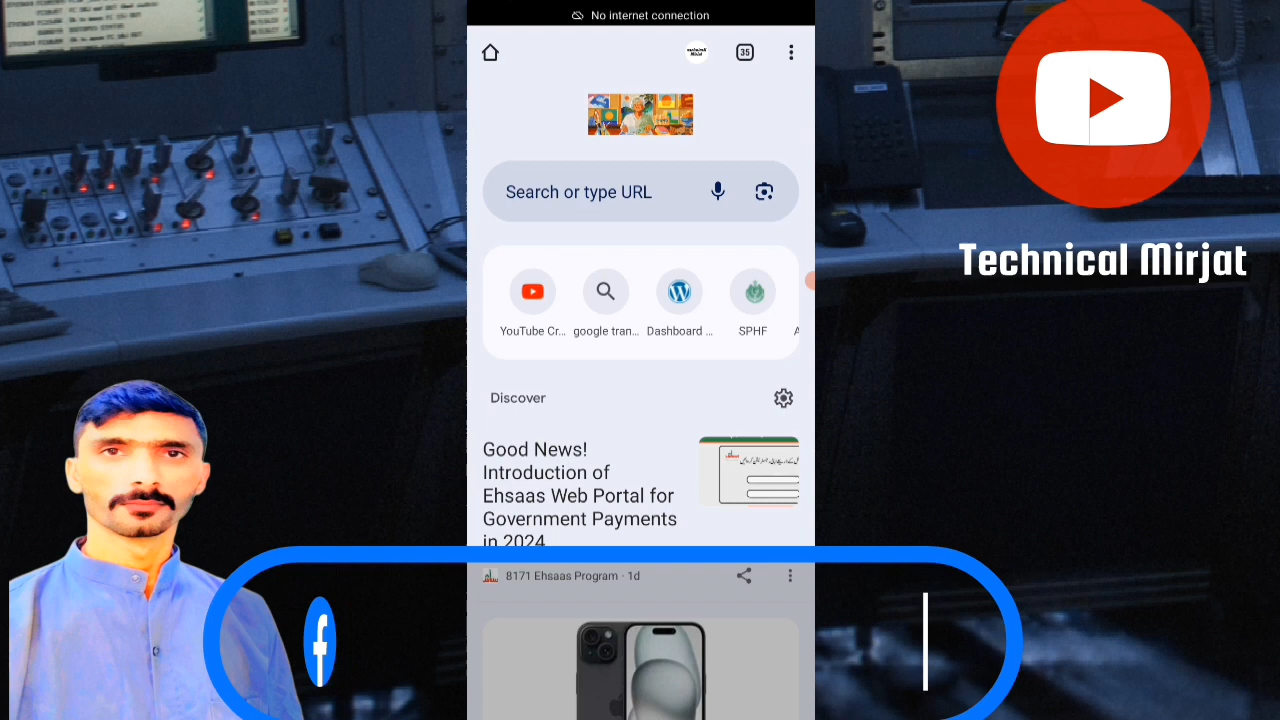 No internet connection
35
Search or type URL
YouTube Cr...
google tran...
Dashboard ...
SPHF
Discover
Good News!
Introduction of
Ehsaas Web Portal for
Government Payments
in 2024
8171 Ehsaas Program · 1d
Technical Mirjat